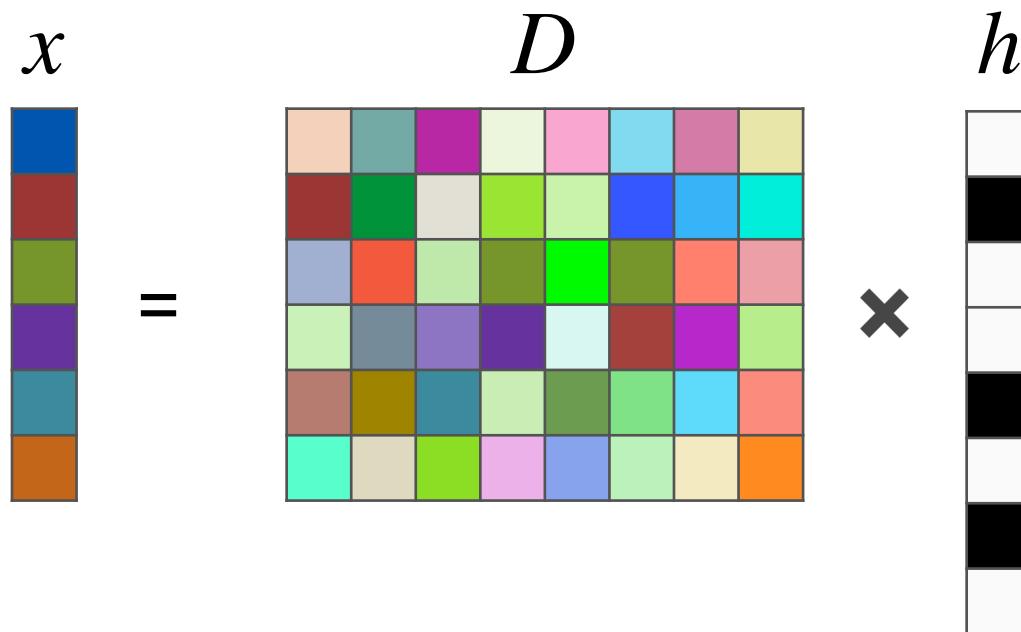 x D h
= ×